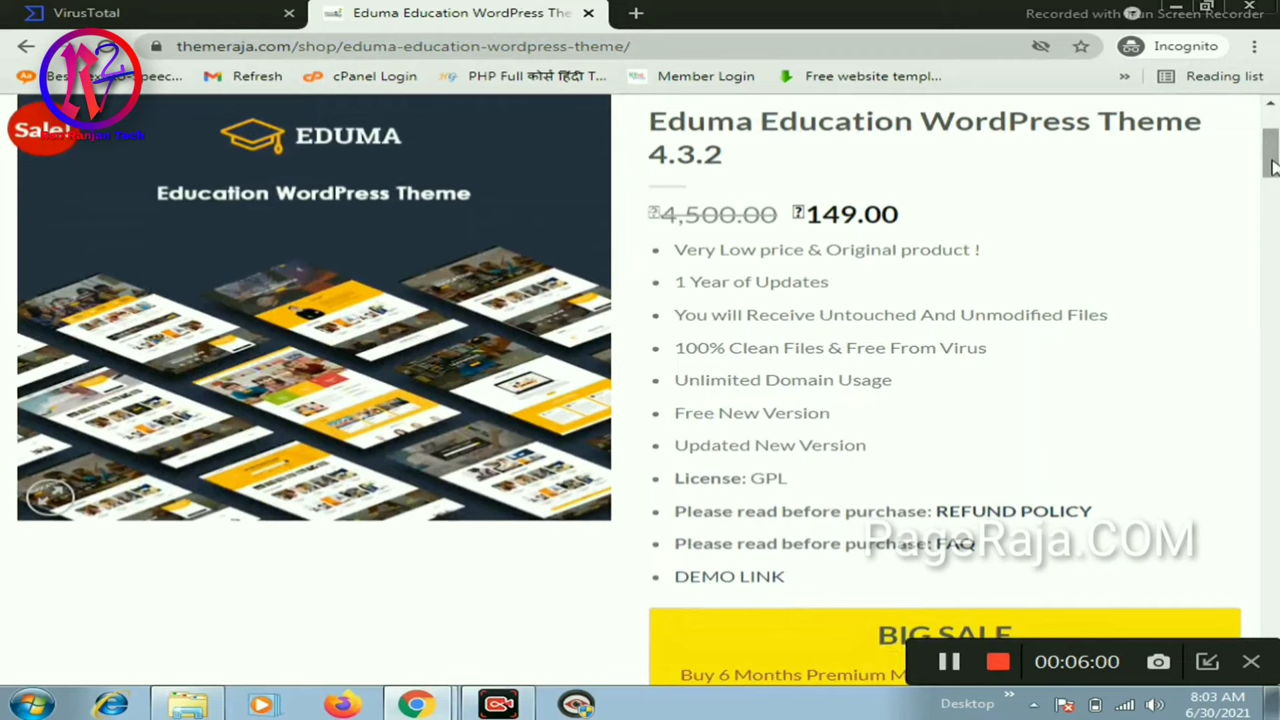 VirusTotal
Eduma Education WordPress The
Recorded with iTop Screen Recorder
themeraja.com/shop/eduma-education-wordpress-theme/
Incognito
Refresh
cPanel Login
PHP Full कोर्स हिंदी T...
Member Login
Free website templ...
»
Reading list
Sale!
Ranjan Tech
EDUMA
Education WordPress Theme
Eduma Education WordPress Theme
4.3.2
4,500.00 149.00
Very Low price & Original product !
1 Year of Updates
You will Receive Untouched And Unmodified Files
100% Clean Files & Free From Virus
Unlimited Domain Usage
Free New Version
Updated New Version
License: GPL
Please read before purchase: REFUND POLICY
Please read before purchase: FAQ
PageRaja.COM
DEMO LINK
BIG SALE
Buy 6 Months Premium M
00:06:00
Desktop
»
8:03 AM
6/30/2021